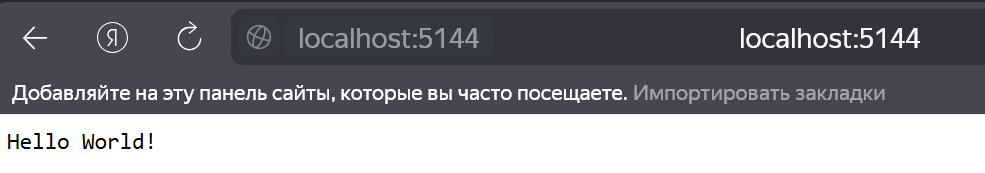 Я localhost:5144 localhost:5144
Добавляйте на эту панель сайты, которые вы часто посещаете. Импортировать закладки
Hello World!